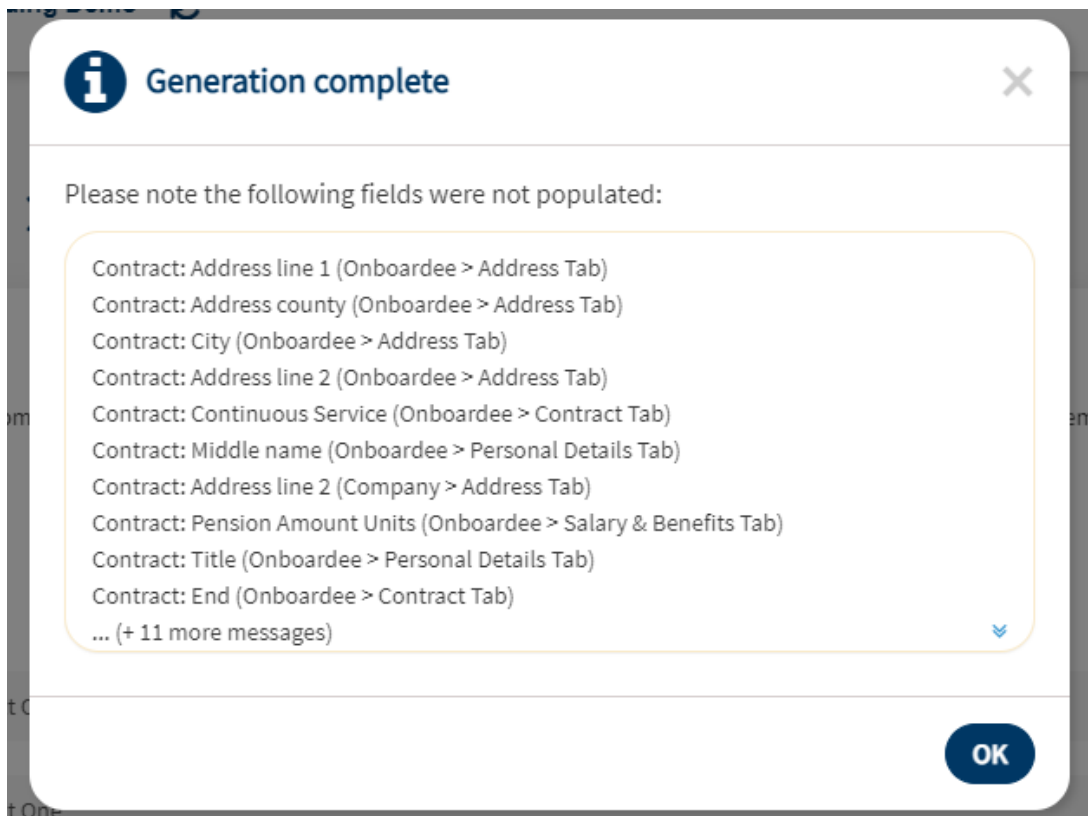 Generation complete
Please note the following fields were not populated:
Contract: Address line 1 (Onboardee > Address Tab)
Contract: Address county (Onboardee > Address Tab)
Contract: City (Onboardee > Address Tab)
Contract: Address line 2 (Onboardee > Address Tab)
Contract: Continuous Service (Onboardee > Contract Tab)
Contract: Middle name (Onboardee > Personal Details Tab)
Contract: Address line 2 (Company > Address Tab)
Contract: Pension Amount Units (Onboardee > Salary & Benefits Tab)
Contract: Title (Onboardee > Personal Details Tab)
Contract: End (Onboardee > Contract Tab)
... (+ 11 more messages)
OK
t One